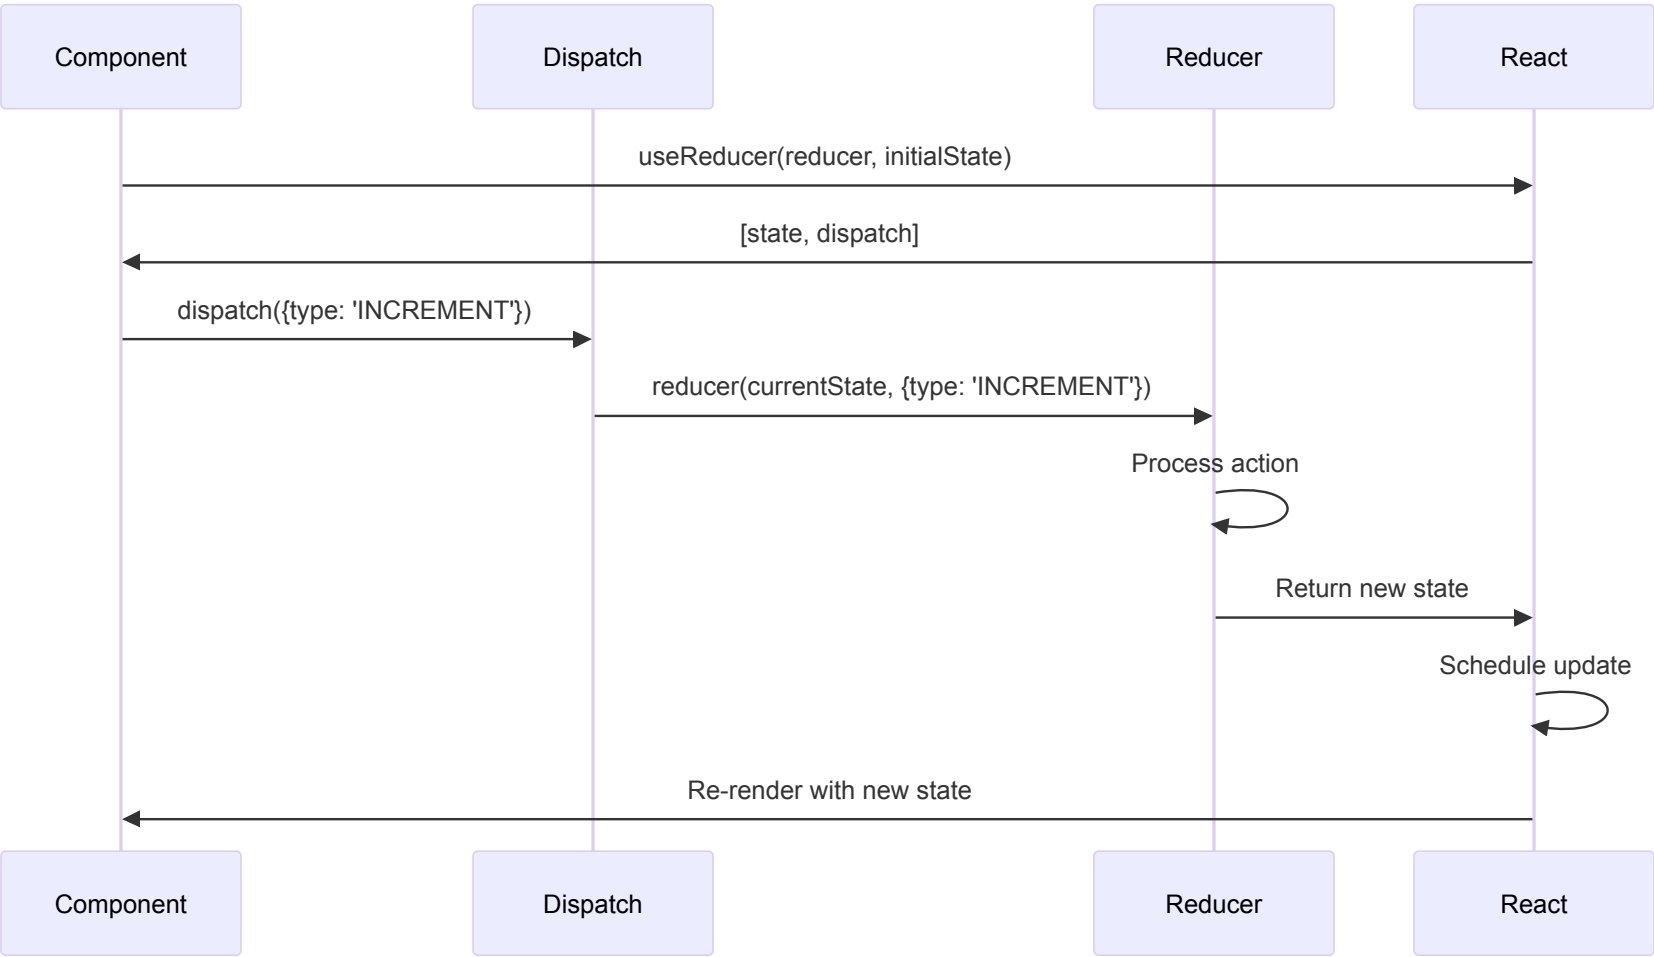 Component
Dispatch
Reducer
React
useReducer(reducer, initialState)
[state, dispatch]
dispatch({type: 'INCREMENT'})
reducer(currentState, {type: 'INCREMENT'})
Process action
Return new state
Schedule update
Re-render with new state
Component
Dispatch
Reducer
React